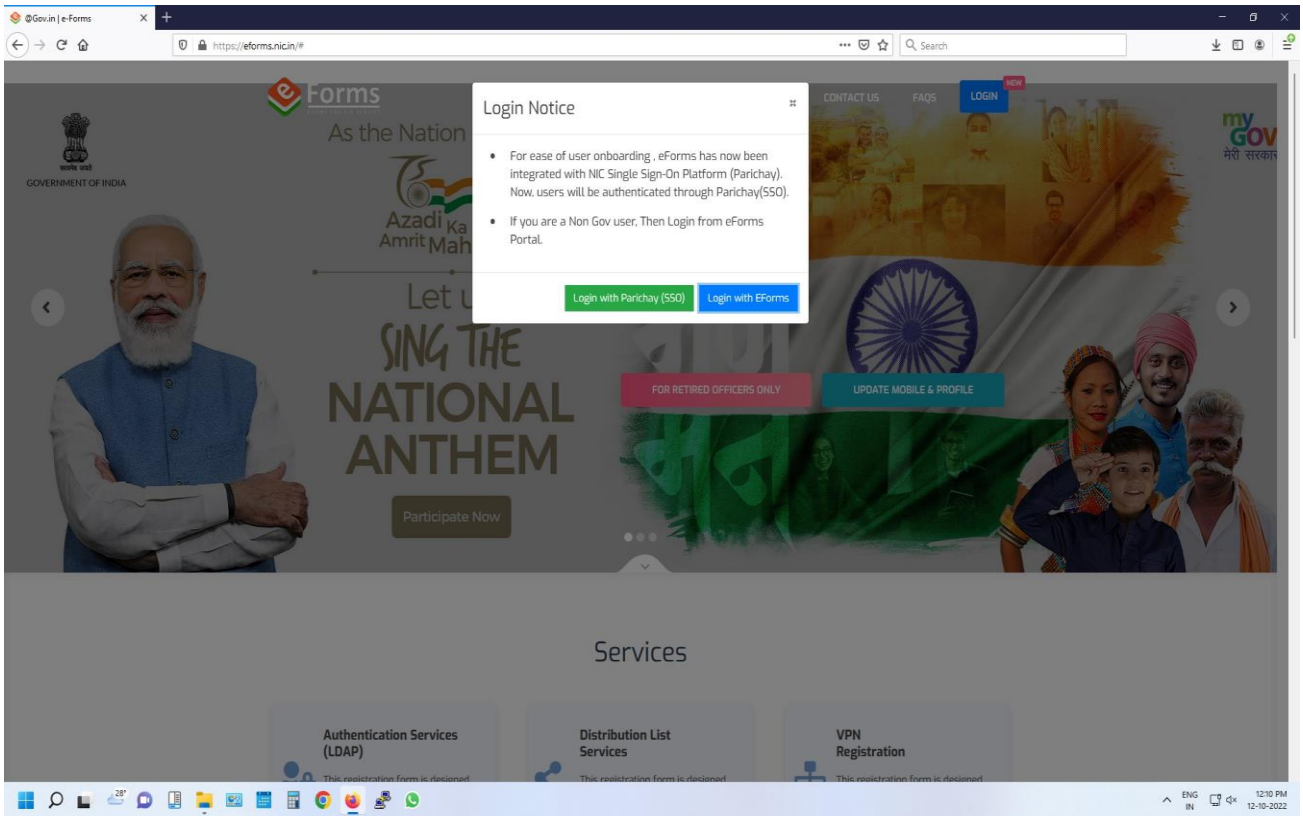 @Gov.in | e-Forms
https://eforms.nic.in/#
Search
Forms
CONTACT US
FAQS
LOGIN
NEW
सत्यमेव जयते
GOVERNMENT OF INDIA
As the Nation
Azadi Ka
Amrit Mah
Let u
SING THE
NATIONAL
ANTHEM
Participate Now
my
GOV
मेरी सरकार
Login Notice
• For ease of user onboarding , eForms has now been
integrated with NIC Single Sign-On Platform (Parichay).
Now, users will be authenticated through Parichay(SSO).
• If you are a Non Gov user, Then Login from eForms
Portal.
Login with Parichay (SSO)
Login with EForms
FOR RETIRED OFFICERS ONLY
UPDATE MOBILE & PROFILE
Services
Authentication Services
(LDAP)
This registration form is designed
Distribution List
Services
This registration form is designed
VPN
Registration
This registration form is designed
28°
ENG
IN
12:10 PM
12-10-2022